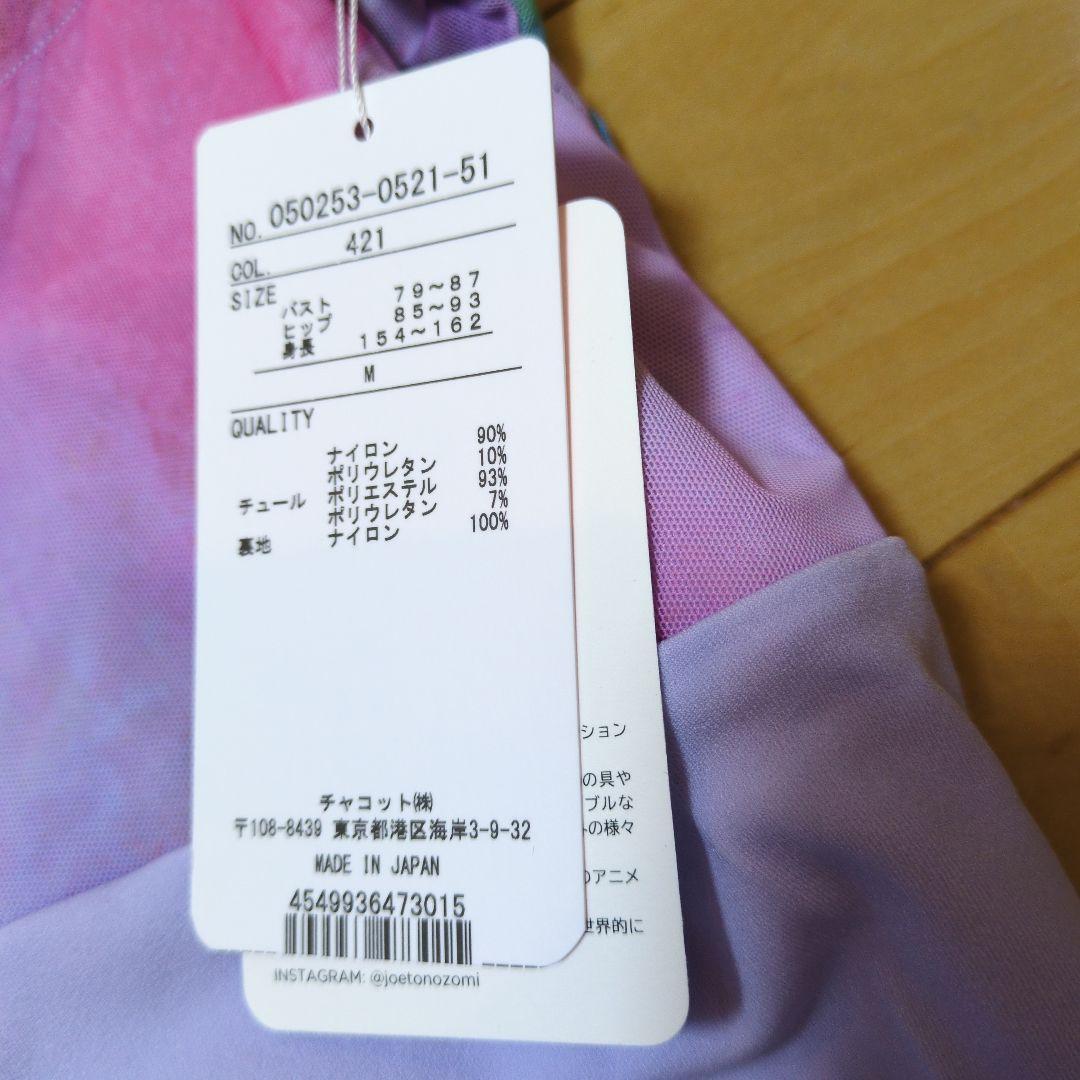 NO. 050253-0521-51
COL. 421
SIZE
バスト 79~87
ヒップ 85~93
身長 154~162
M
QUALITY
ナイロン 90%
ポリウレタン 10%
チュール ポリエステル 93%
ポリウレタン 7%
裏地 ナイロン 100%
チャコット㈱
〒108-8439 東京都港区海岸3-9-32
MADE IN JAPAN
4549936473015
ション
の具や
ブルな
の様々
のアニメ
世界的に
INSTAGRAM: @joetonozomi